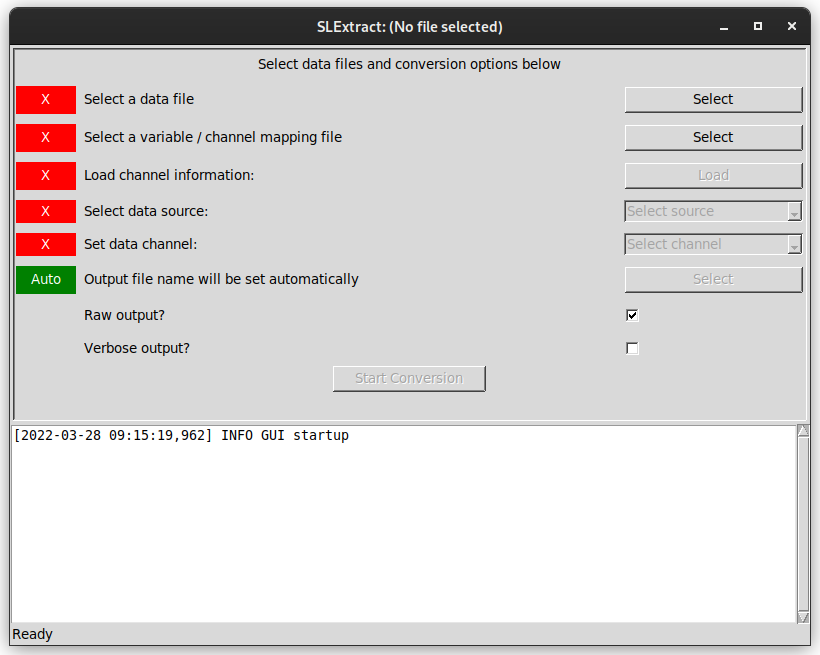 SLExtract: (No file selected)
Select data files and conversion options below
X Select a data file Select
X Select a variable / channel mapping file Select
X Load channel information: Load
X Select data source: Select source
X Set data channel: Select channel
Auto Output file name will be set automatically Select
Raw output?
Verbose output?
Start Conversion
[2022-03-28 09:15:19,962] INFO GUI startup
Ready